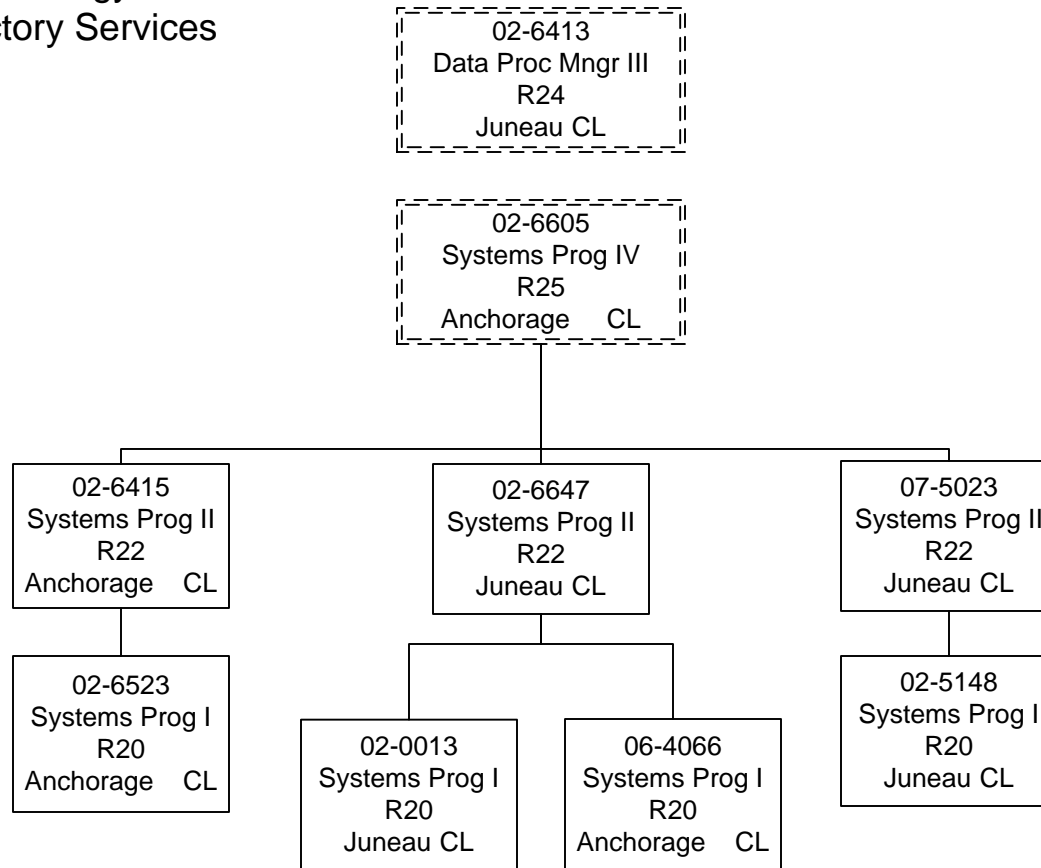 Services
02-6413
Data Proc Mngr III
R24
Juneau CL
02-6605
Systems Prog IV
R25
Anchorage CL
02-6415
Systems Prog II
R22
Anchorage CL
02-6647
Systems Prog II
R22
Juneau CL
07-5023
Systems Prog II
R22
Juneau CL
02-6523
Systems Prog I
R20
Anchorage CL
02-0013
Systems Prog I
R20
Juneau CL
06-4066
Systems Prog I
R20
Anchorage CL
02-5148
Systems Prog I
R20
Juneau CL